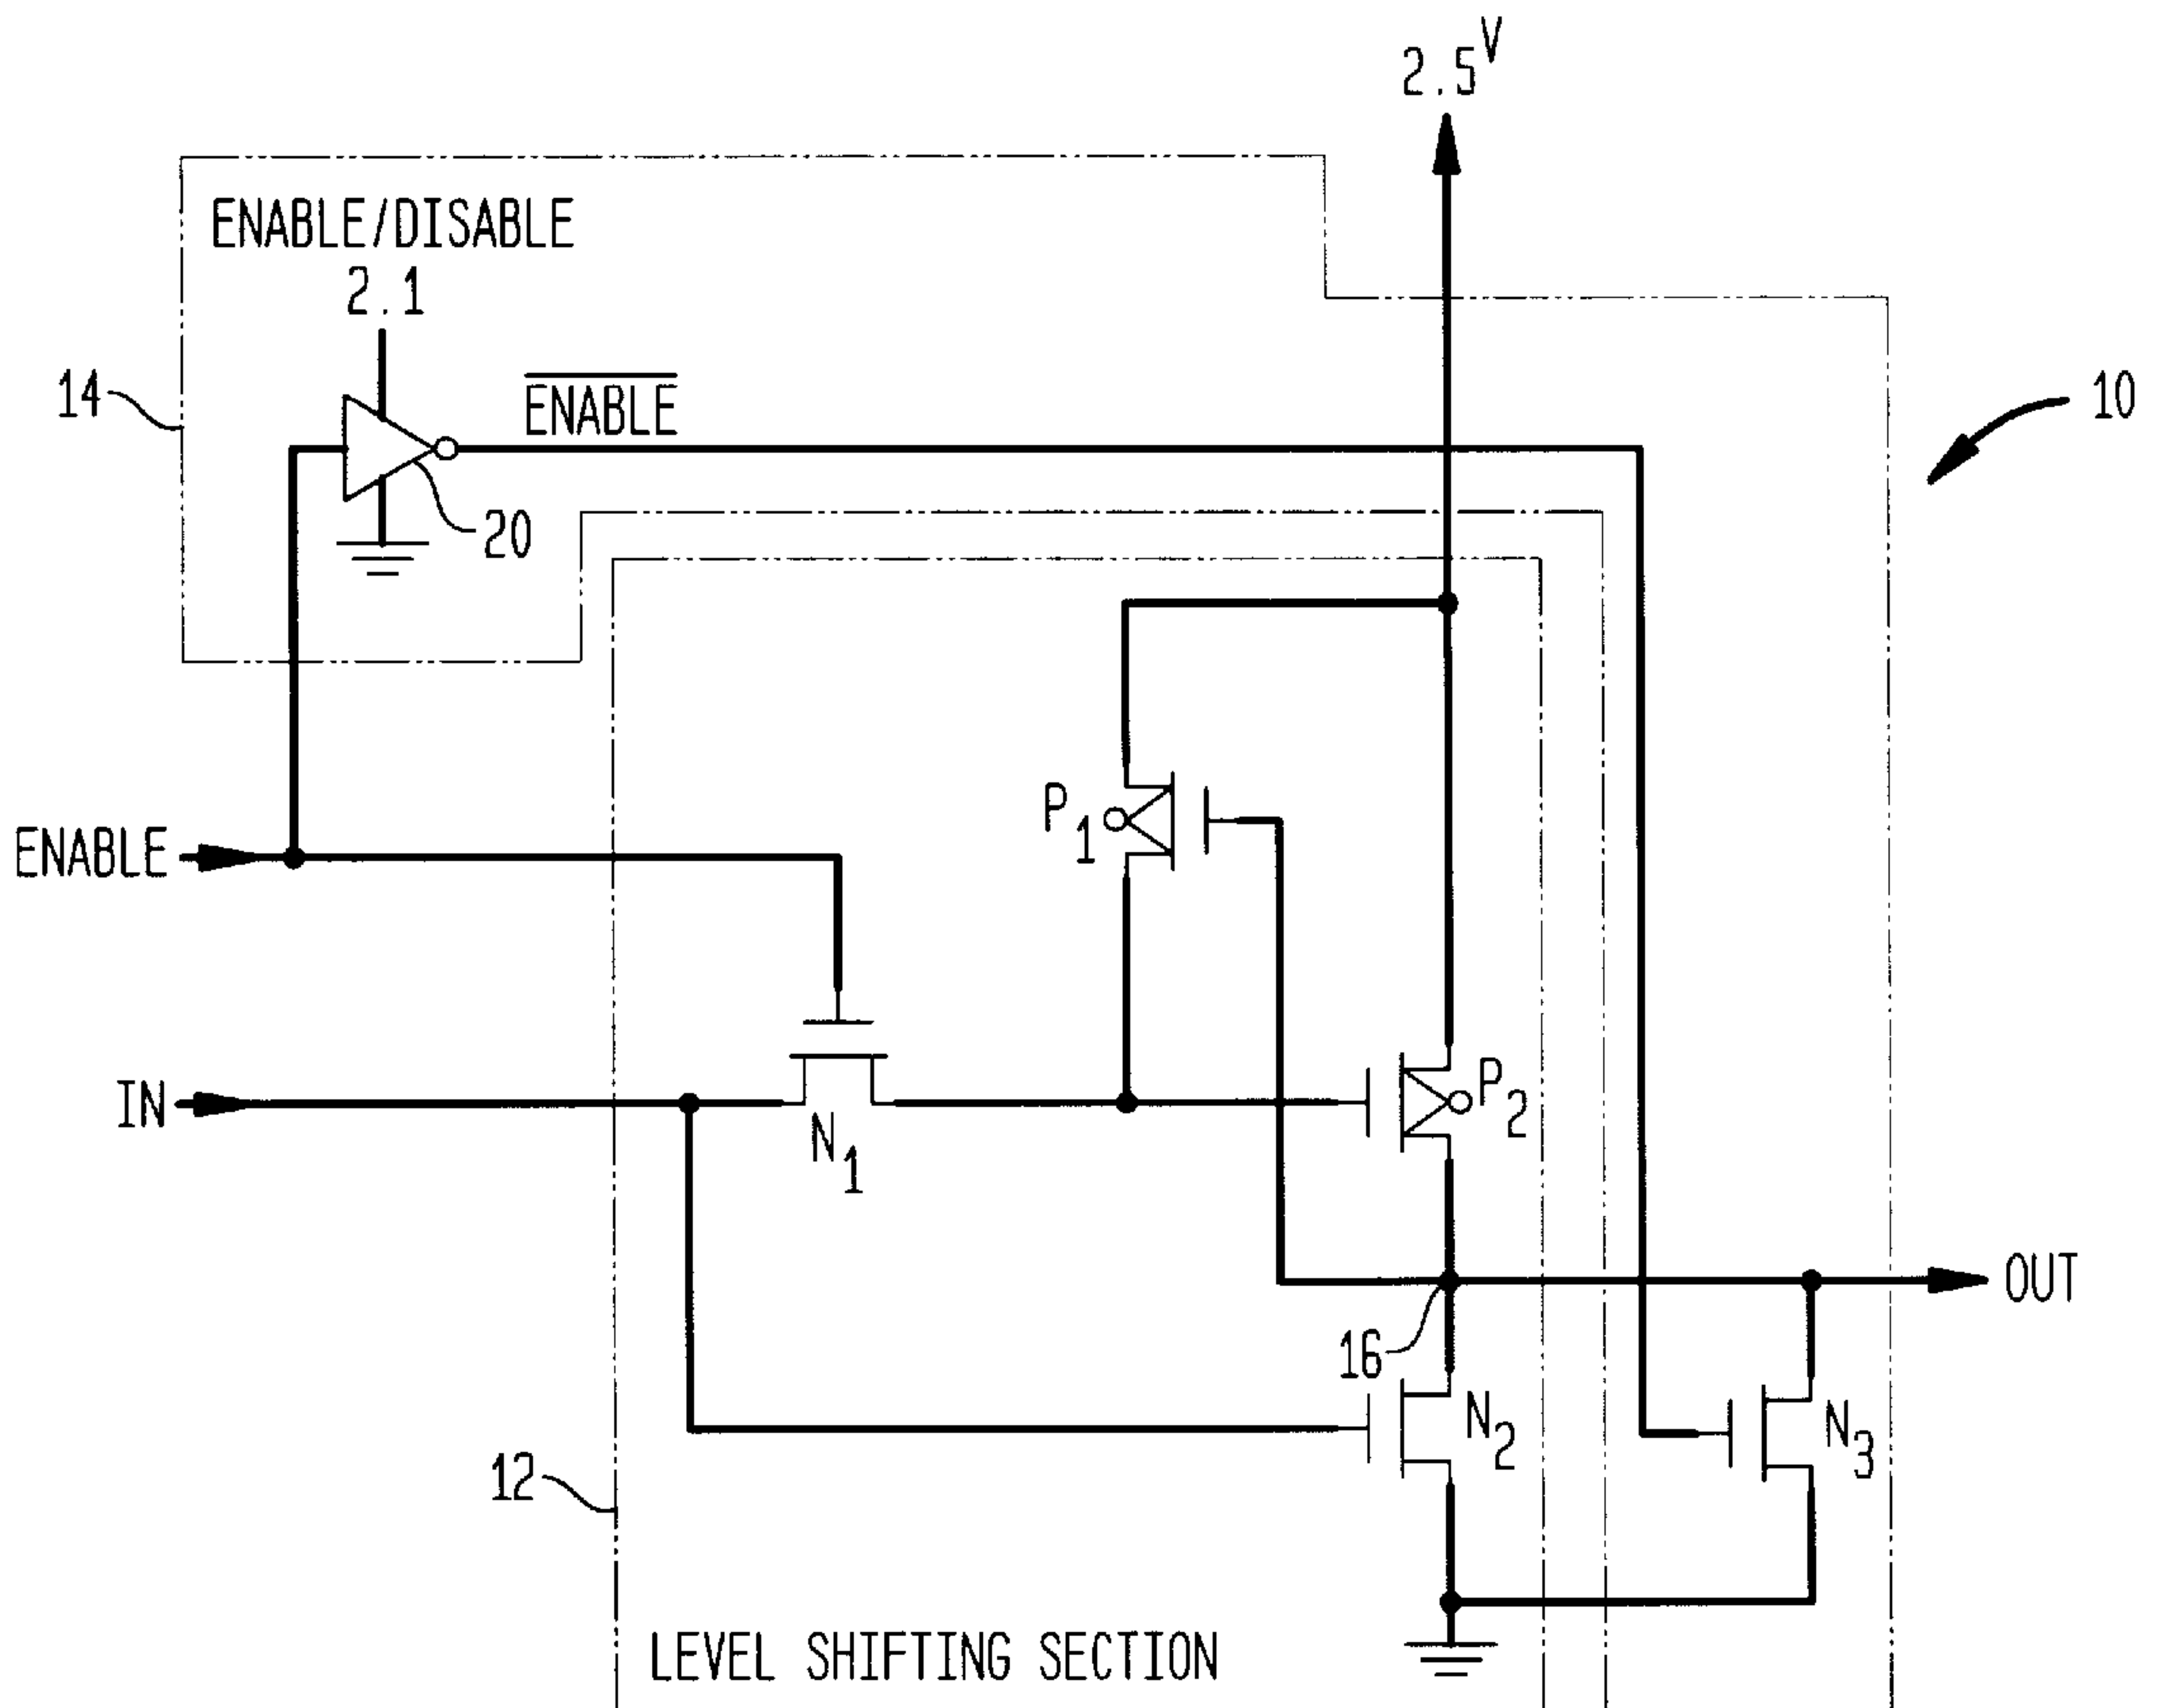 2.5V
ENABLE/DISABLE
2.1
14
ENABLE
10
20
P1
ENABLE
IN
N1
P2
OUT
16
N2
N3
12
LEVEL SHIFTING SECTION